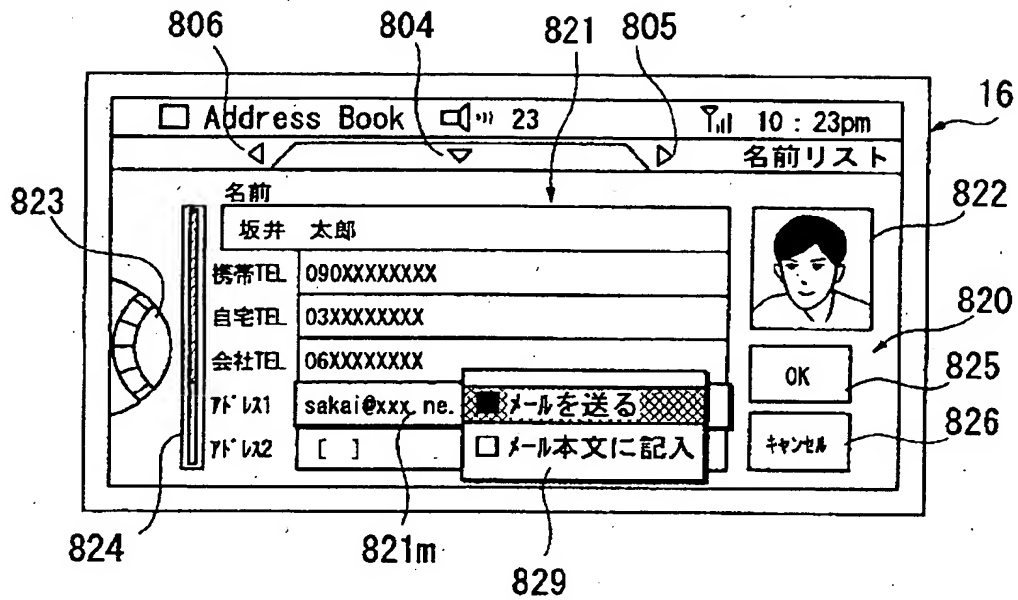 806 804 821 805
16
□ Address Book 23 10 : 23pm
◁ ▽ ▷ 名前リスト
823
822
名前
坂井 太郎
携帯TEL 090XXXXXXXX
自宅TEL 03XXXXXXXX
820
会社TEL 06XXXXXXXX
OK
825
アドレス1 sakai@xxx.ne. ■ メールを送る
826
アドレス2 [ ] □ メール本文に記入 キャンセル
824 821m
829